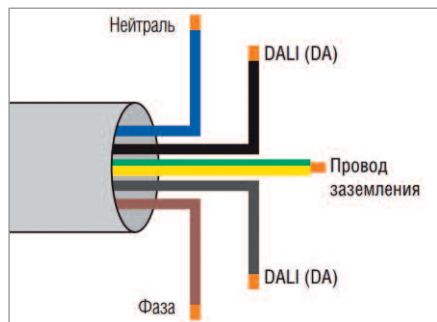 Нейтраль
DALI (DA)
Провод
заземления
DALI (DA)
Фаза